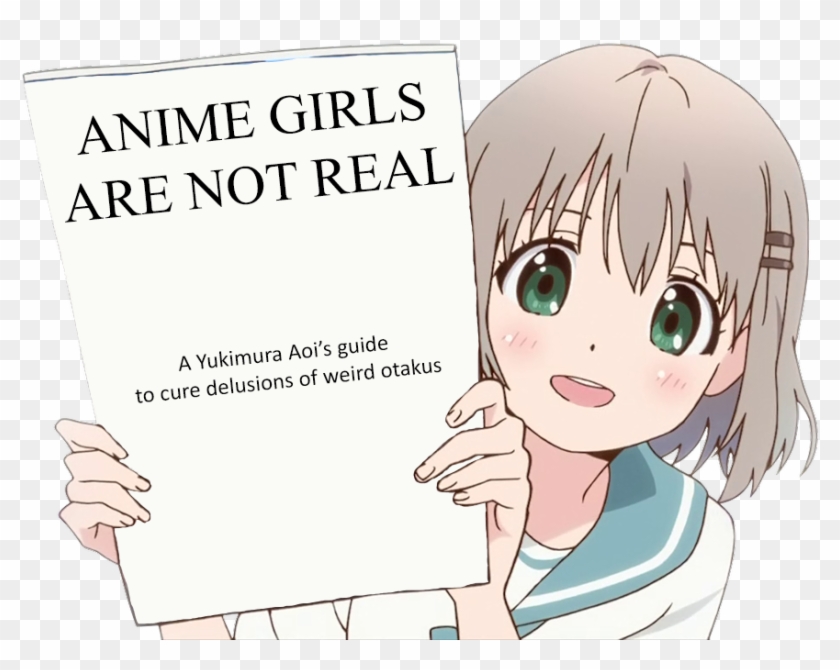 ANIME GIRLS
ARE NOT REAL
A Yukimura Aoi’s guide
to cure delusions of weird otakus